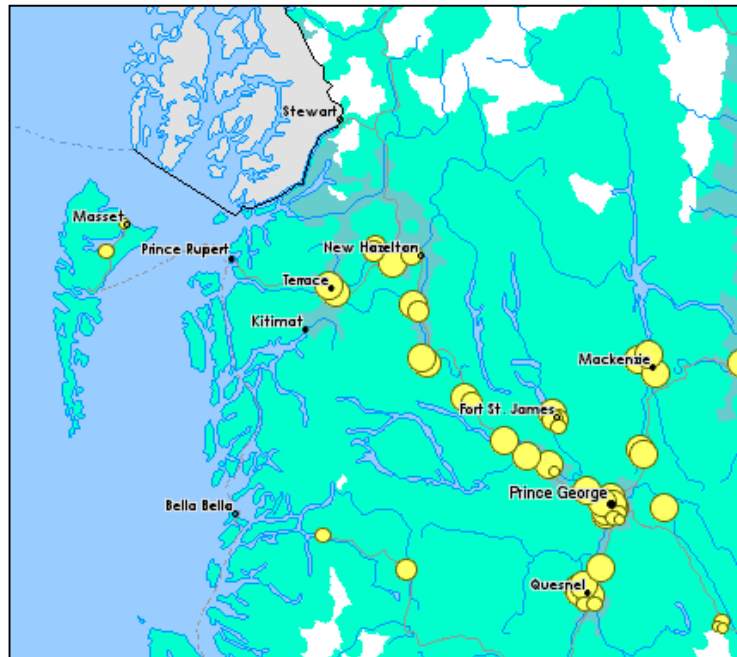 Stewart
Masset
Prince Rupert
New Hazelton
Terrace
Kitimat
Mackenzie
Fort St. James
Prince George
Bella Bella
Quesnel